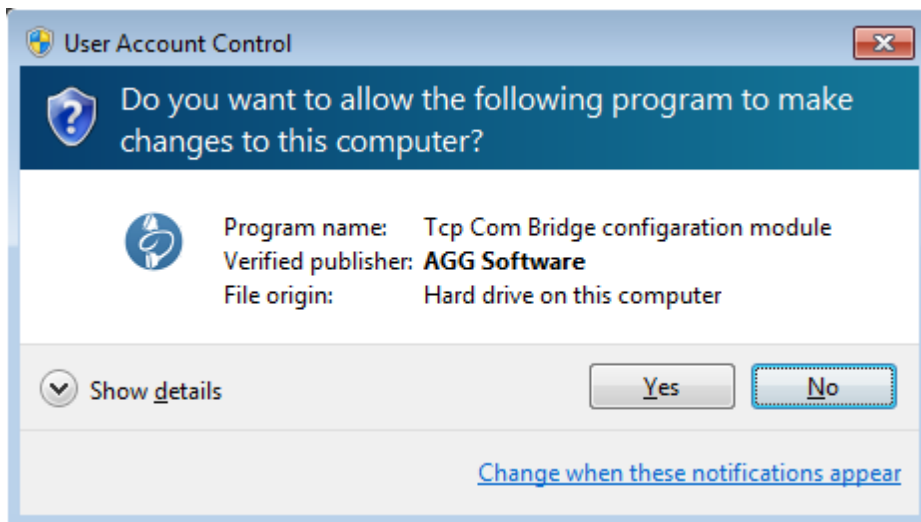 User Account Control
Do you want to allow the following program to make
changes to this computer?
Program name: Tcp Com Bridge configaration module
Verified publisher: AGG Software
File origin: Hard drive on this computer
Show details
Yes
No
Change when these notifications appear